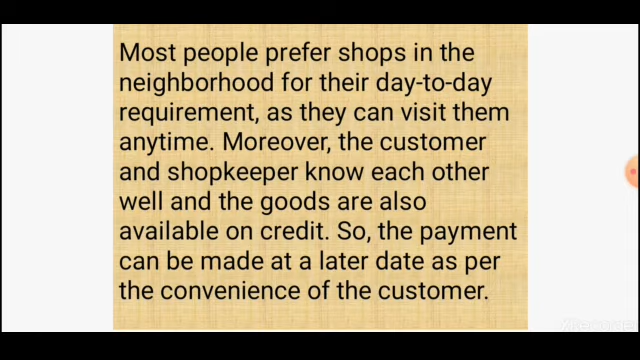 Most people prefer shops in the
neighborhood for their day-to-day
requirement, as they can visit them
anytime. Moreover, the customer
and shopkeeper know each other
well and the goods are also
available on credit. So, the payment
can be made at a later date as per
the convenience of the customer.